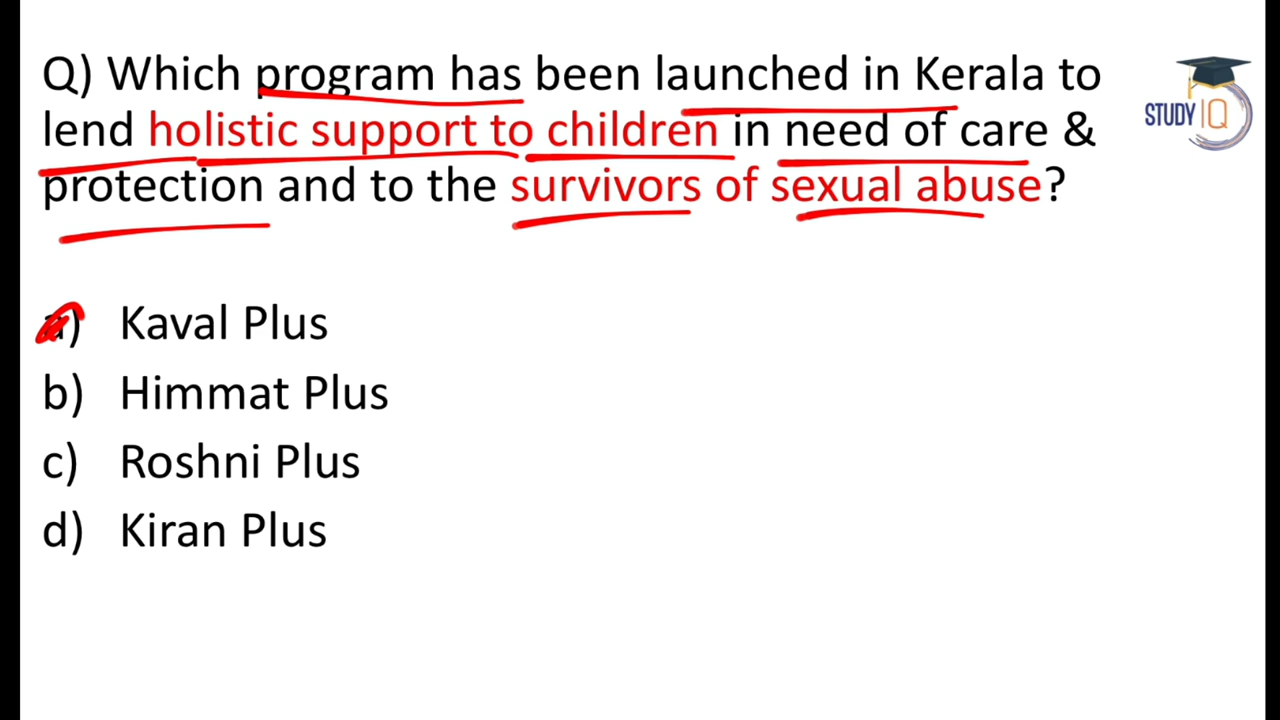 Q) Which program has been launched in Kerala to
lend holistic support to children in need of care &
protection and to the survivors of sexual abuse?
STUDY IQ
a) Kaval Plus
b) Himmat Plus
c) Roshni Plus
d) Kiran Plus